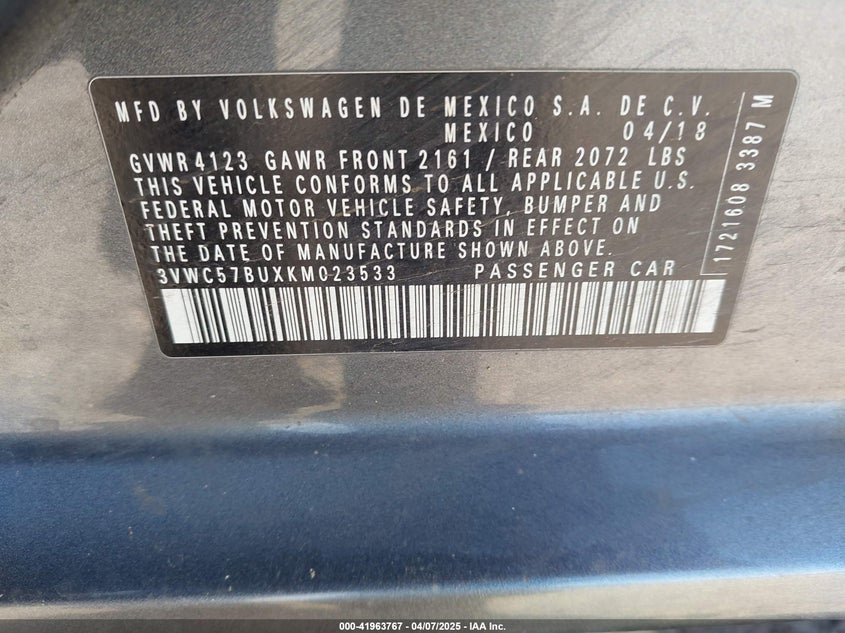 MFD BY VOLKSWAGEN DE MEXICO S.A. DE C.V.
MEXICO 04/18
GVWR 4123 GAWR FRONT 2161 / REAR 2072 LBS
THIS VEHICLE CONFORMS TO ALL APPLICABLE U.S.
FEDERAL MOTOR VEHICLE SAFETY, BUMPER AND
THEFT PREVENTION STANDARDS IN EFFECT ON
THE DATE OF MANUFACTURE SHOWN ABOVE.
3VWC57BUXKM023533 PASSENGER CAR
1721608 3387 M
000-41963767 - 04/07/2025 - IAA Inc.